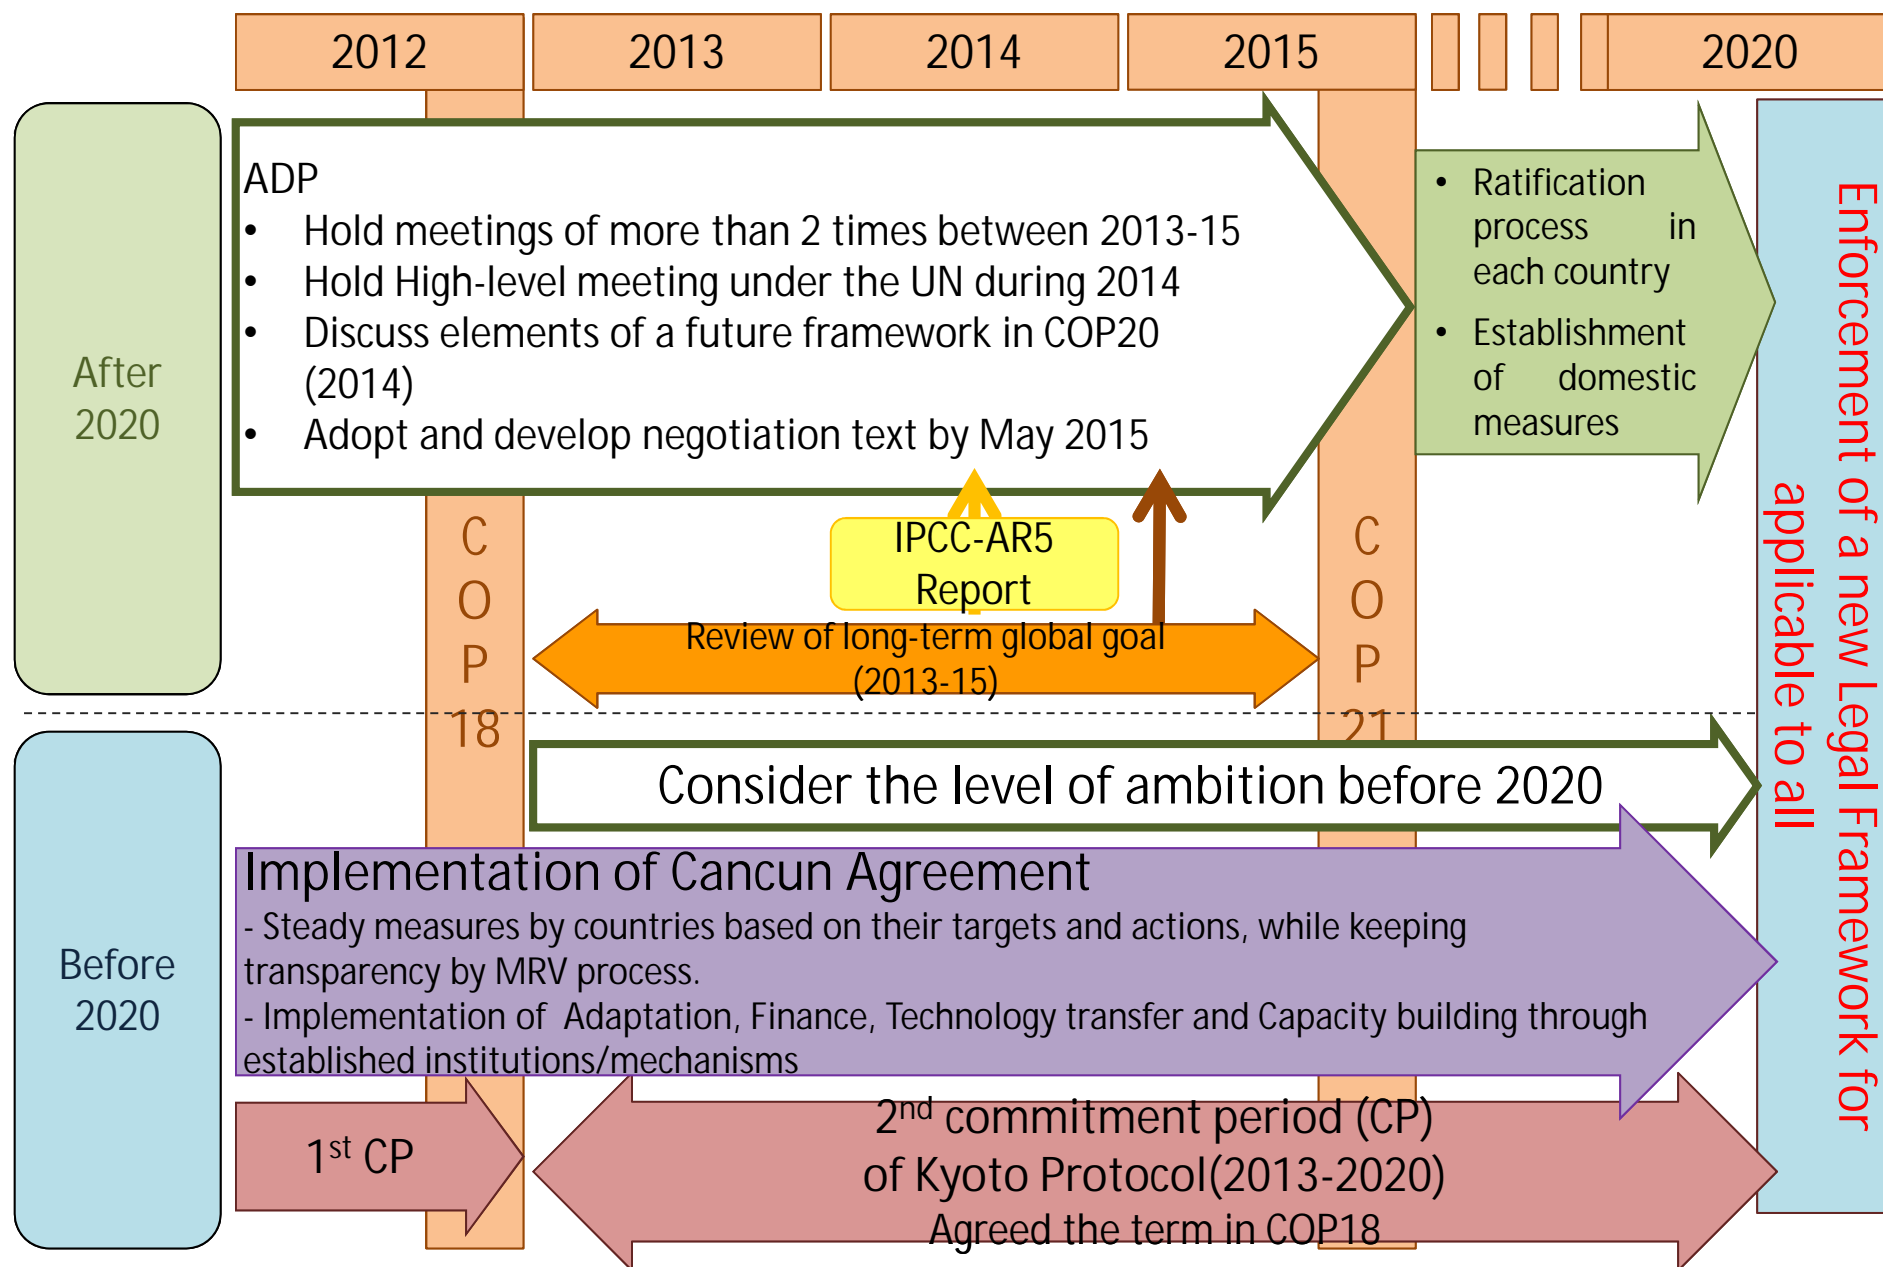 2012
2013
2014
2015
2020
After
2020
ADP
• Hold meetings of more than 2 times between 2013-15
• Hold High-level meeting under the UN during 2014
• Discuss elements of a future framework in COP20
(2014)
• Adopt and develop negotiation text by May 2015
• Ratification
process in
each country
• Establishment
of domestic
measures
Enforcement of a new Legal Framework for
applicable to all
C
O
P
18
IPCC-AR5
Report
Review of long-term global goal
(2013-15)
C
O
P
21
Before
2020
Consider the level of ambition before 2020
Implementation of Cancun Agreement
- Steady measures by countries based on their targets and actions, while keeping
transparency by MRV process.
- Implementation of Adaptation, Finance, Technology transfer and Capacity building through
established institutions/mechanisms
1st CP
2nd commitment period (CP)
of Kyoto Protocol(2013-2020)
Agreed the term in COP18